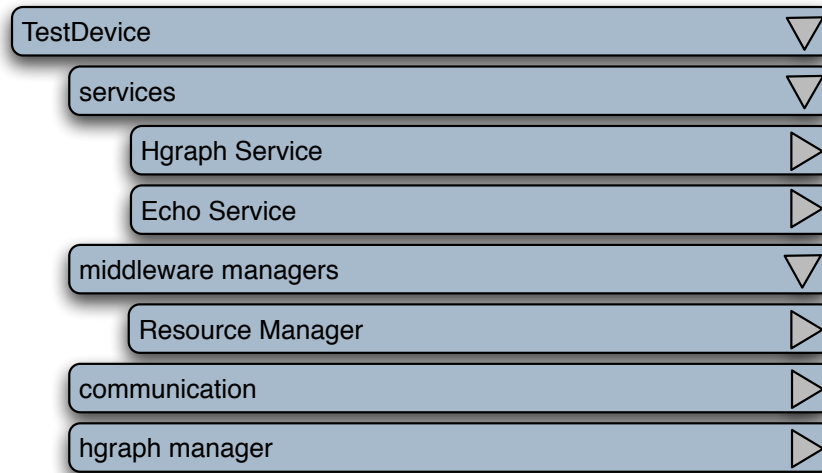 TestDevice
services
Hgraph Service
Echo Service
middleware managers
Resource Manager
communication
hgraph manager